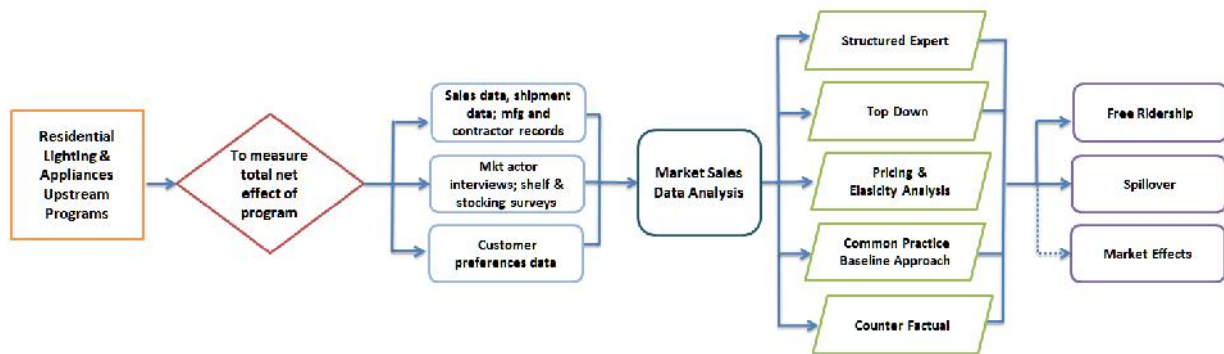 Residential
Lighting &
Appliances
Upstream
Programs
To measure
total net
effect of
program
Sales data, shipment
data; mfg and
contractor records
Mkt actor
interviews; shelf &
stocking surveys
Customer
preferences data
Market Sales
Data Analysis
Structured Expert
Top Down
Pricing &
Elasicity Analysis
Common Practice
Baseline Approach
Counter Factual
Free Ridership
Spillover
Market Effects